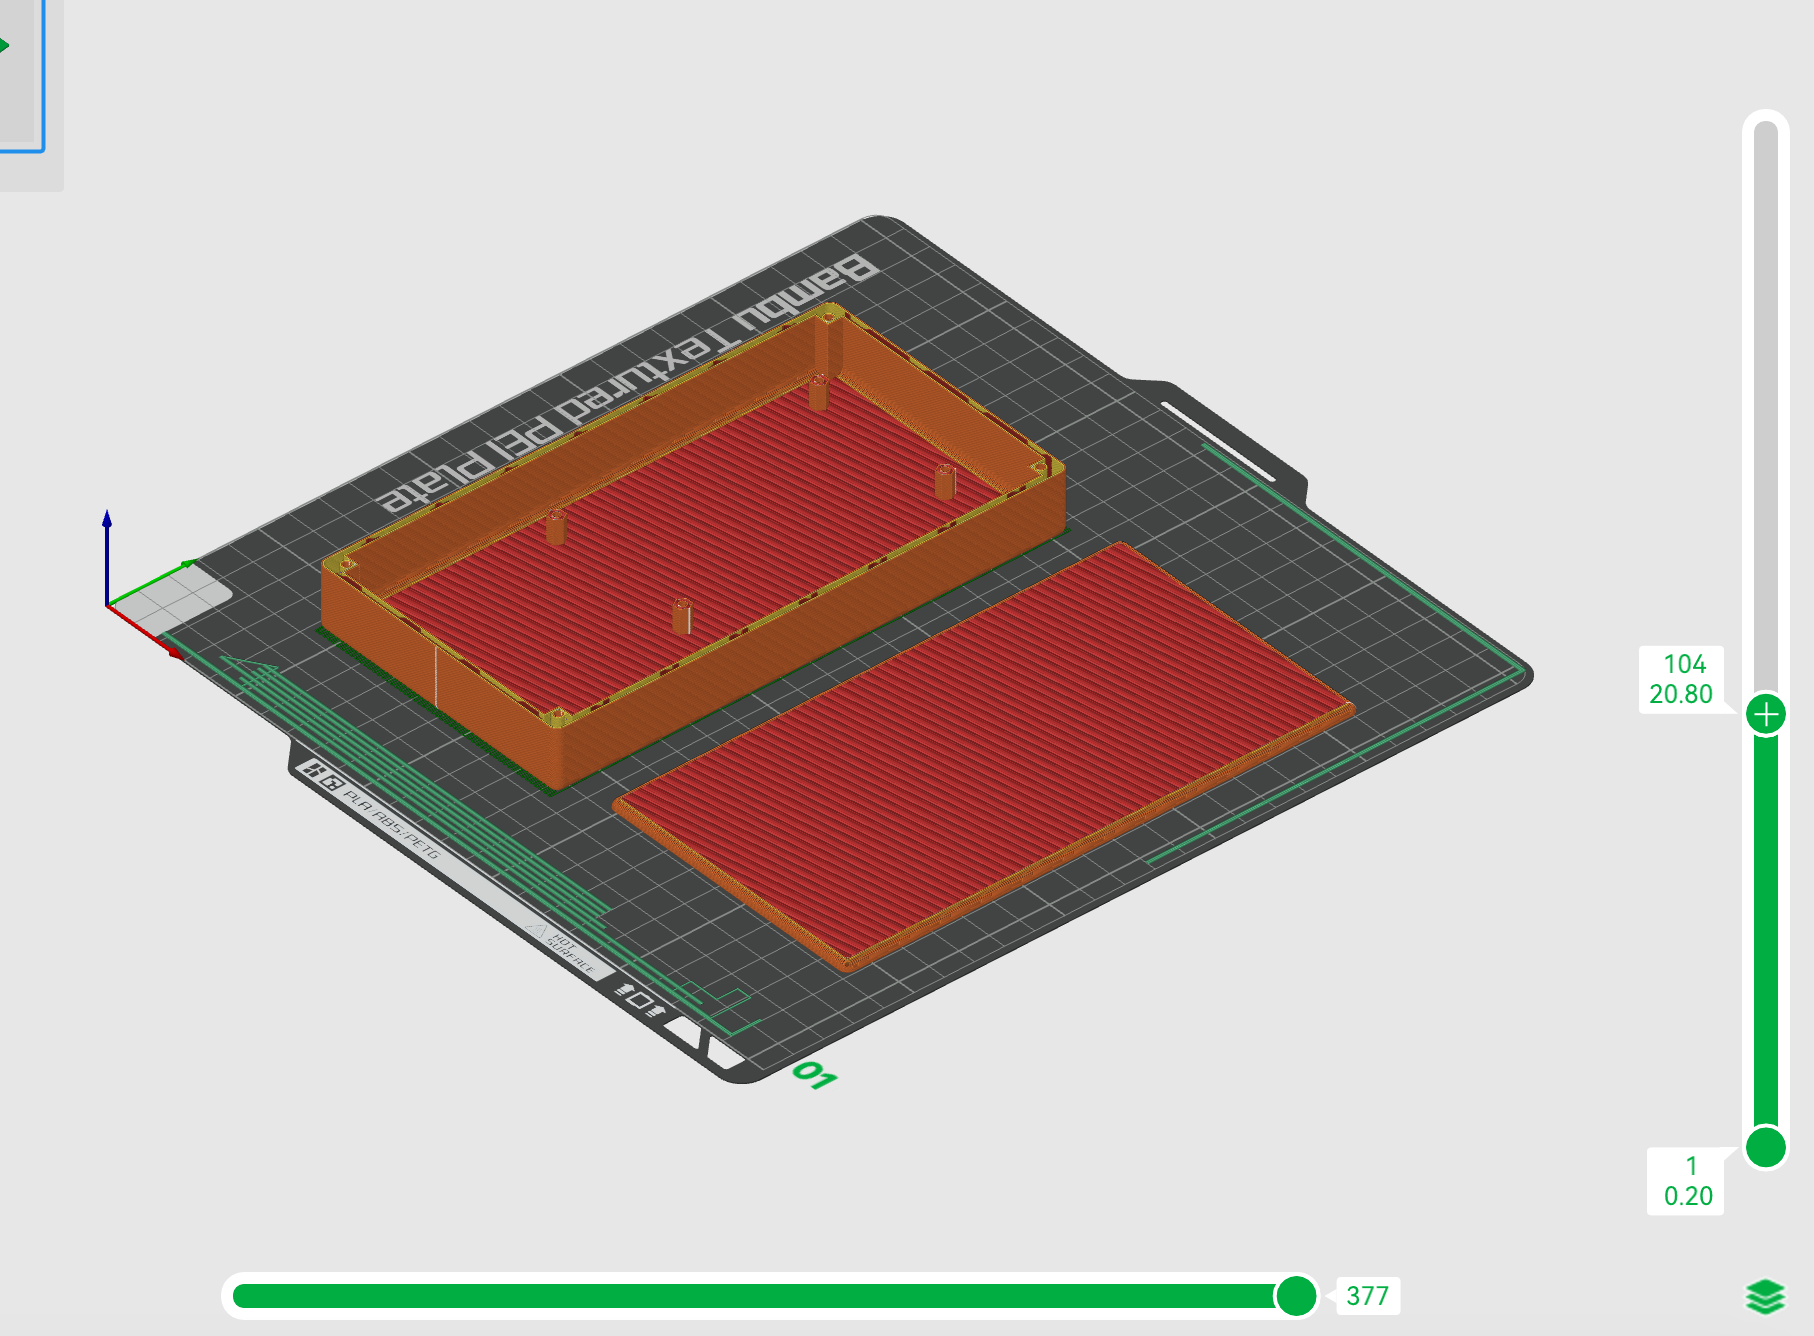 Bambu Textured PEI Plate
104
20.80
PLA/ABS/PETG
HOT
SURFACE
01
1
0.20
377